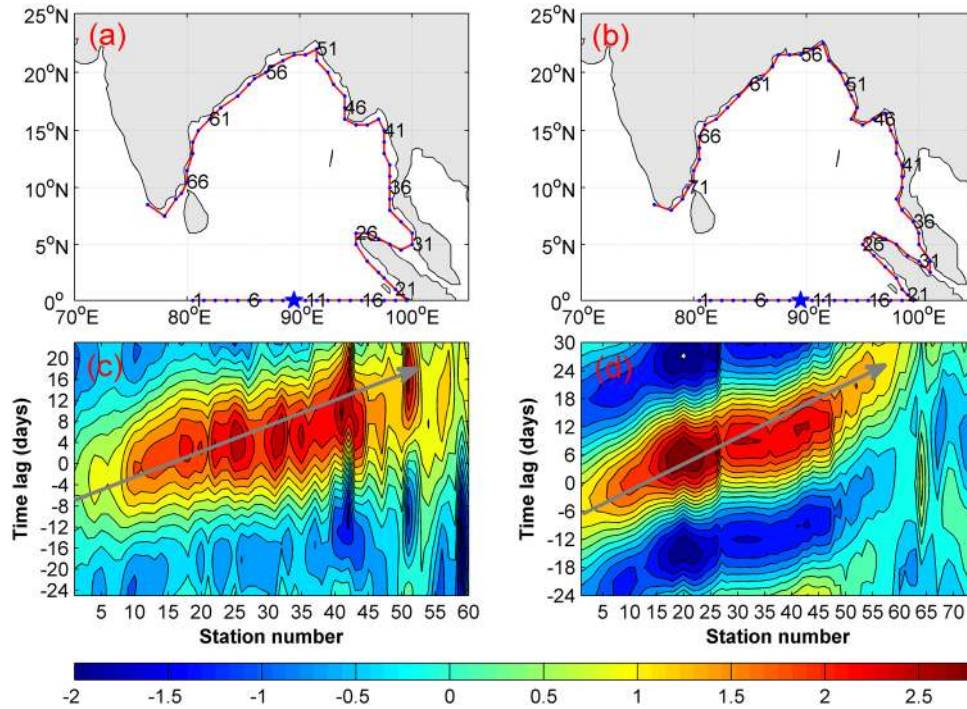 25°N
(a)
51
20°N
56
61
46
15°N
41
66
10°N
36
5°N
26
31
21
0°
1
6
11
16
70°E
80°E
90°E
100°E
25°N
(b)
56
20°N
61
51
15°N
66
46
10°N
71
41
36
5°N
26
31
21
0°
1
6
11
16
70°E
80°E
90°E
100°E
(c)
20
16
12
8
4
0
-4
-8
-12
-16
-20
-24
Time lag (days)
5 10 15 20 25 30 35 40 45 50 55 60
Station number
(d)
30
24
18
12
6
0
-6
-12
-18
-24
Time lag (days)
5 10 15 20 25 30 35 40 45 50 55 60 65 70
Station number
-2 -1.5 -1 -0.5 0 0.5 1 1.5 2 2.5